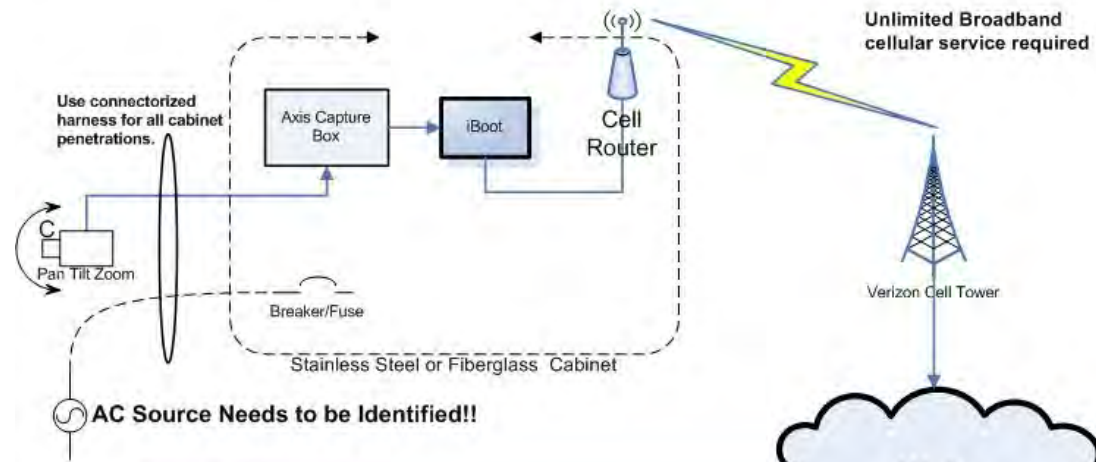 Unlimited Broadband
cellular service required
Use connectorized
harness for all cabinet
penetrations.
Axis Capture
Box
iBoot
Cell
Router
C
Pan Tilt Zoom
Breaker/Fuse
Verizon Cell Tower
Stainless Steel or Fiberglass Cabinet
AC Source Needs to be Identified!!